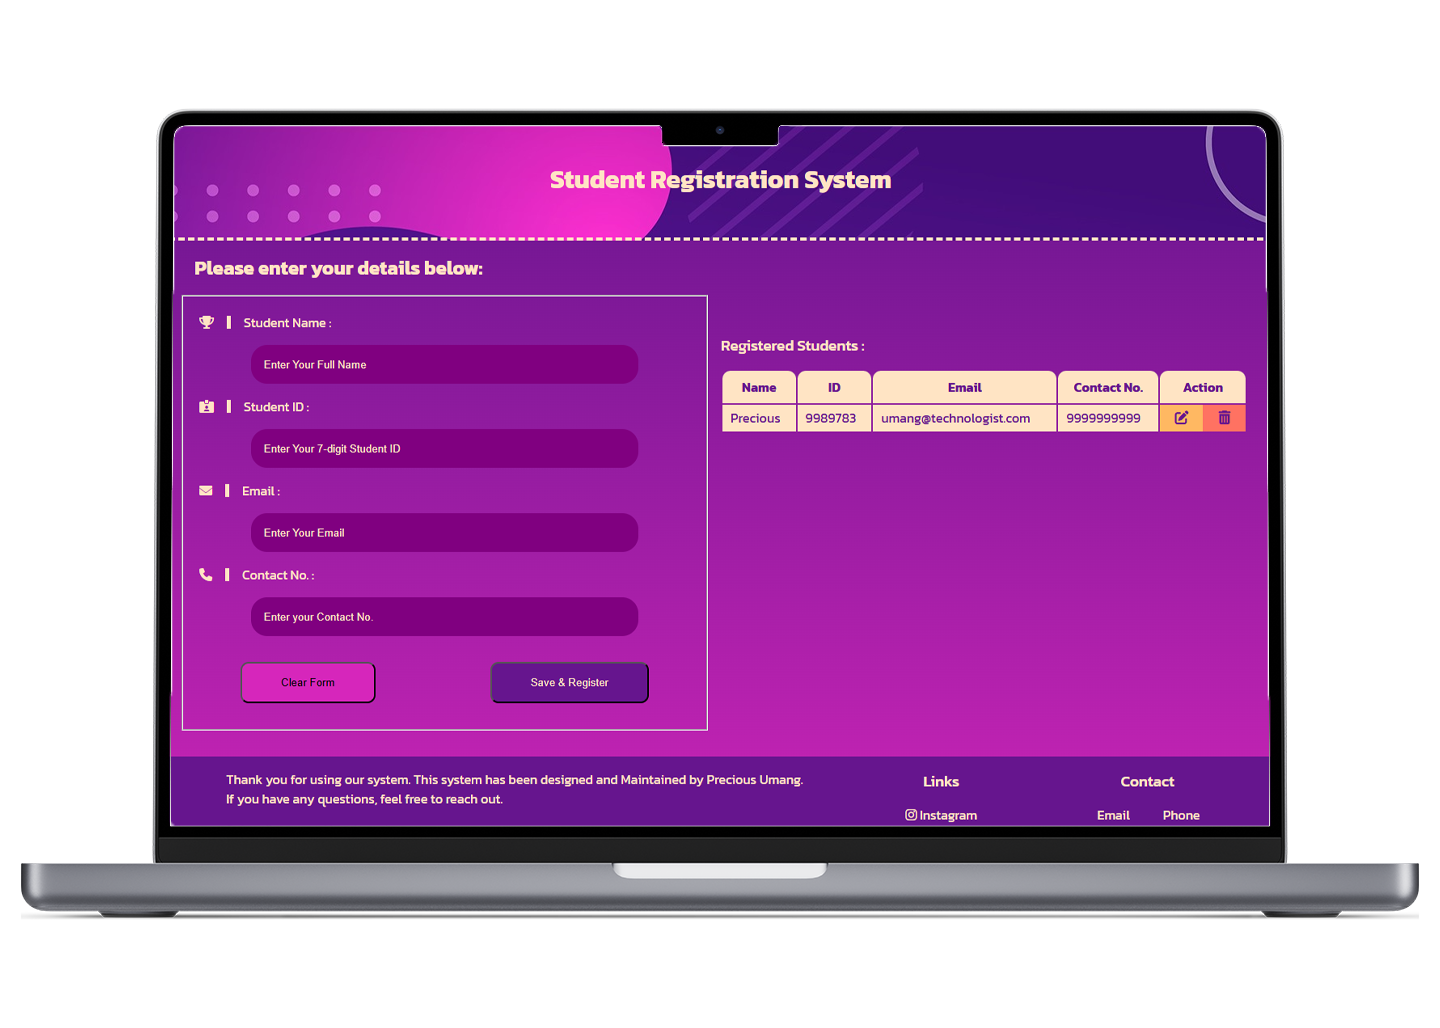 Student Registration System
Please enter your details below:
Student Name :
Enter Your Full Name
Student ID :
Enter Your 7-digit Student ID
Email :
Enter Your Email
Contact No. :
Enter your Contact No.
Clear Form
Save & Register
Registered Students :
Name ID Email Contact No. Action
Precious 9989783 umang@technologist.com 9999999999
Thank you for using our system. This system has been designed and Maintained by Precious Umang.
If you have any questions, feel free to reach out.
Links
Instagram
Contact
Email Phone